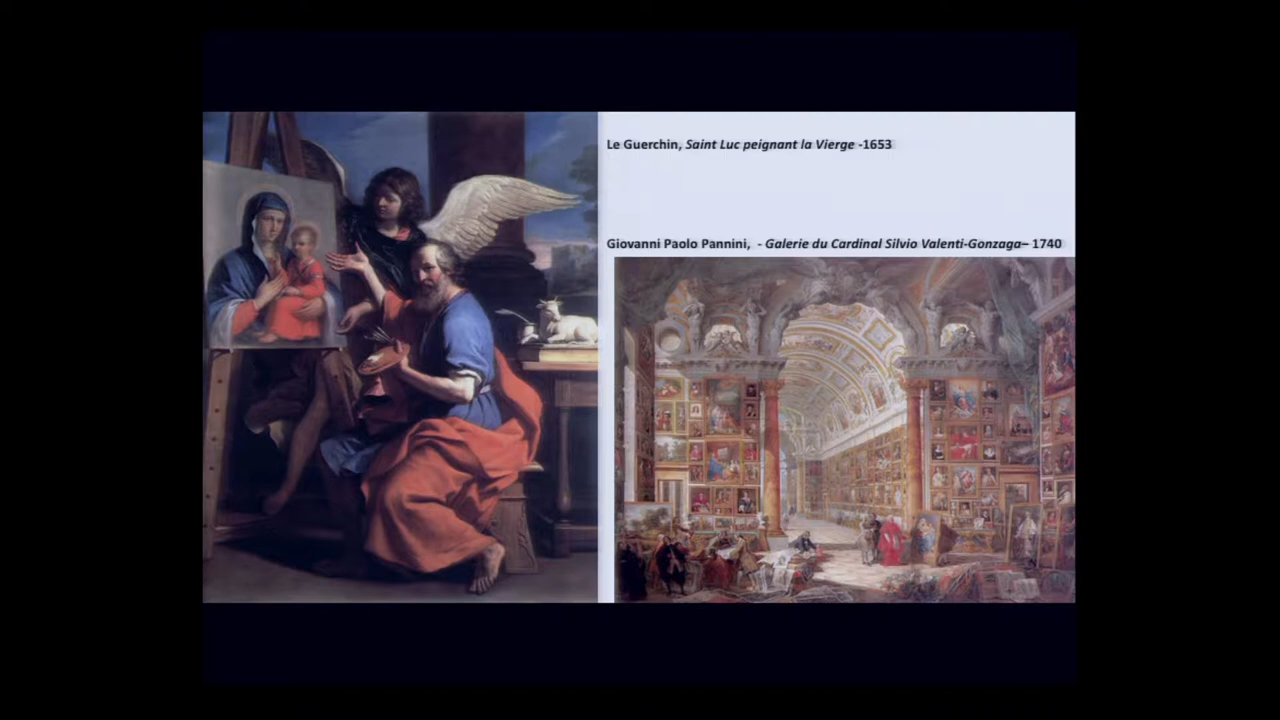 Le Guerchin, Saint Luc peignant la Vierge -1653
Giovanni Paolo Pannini,  - Galerie du Cardinal Silvio Valenti-Gonzaga– 1740